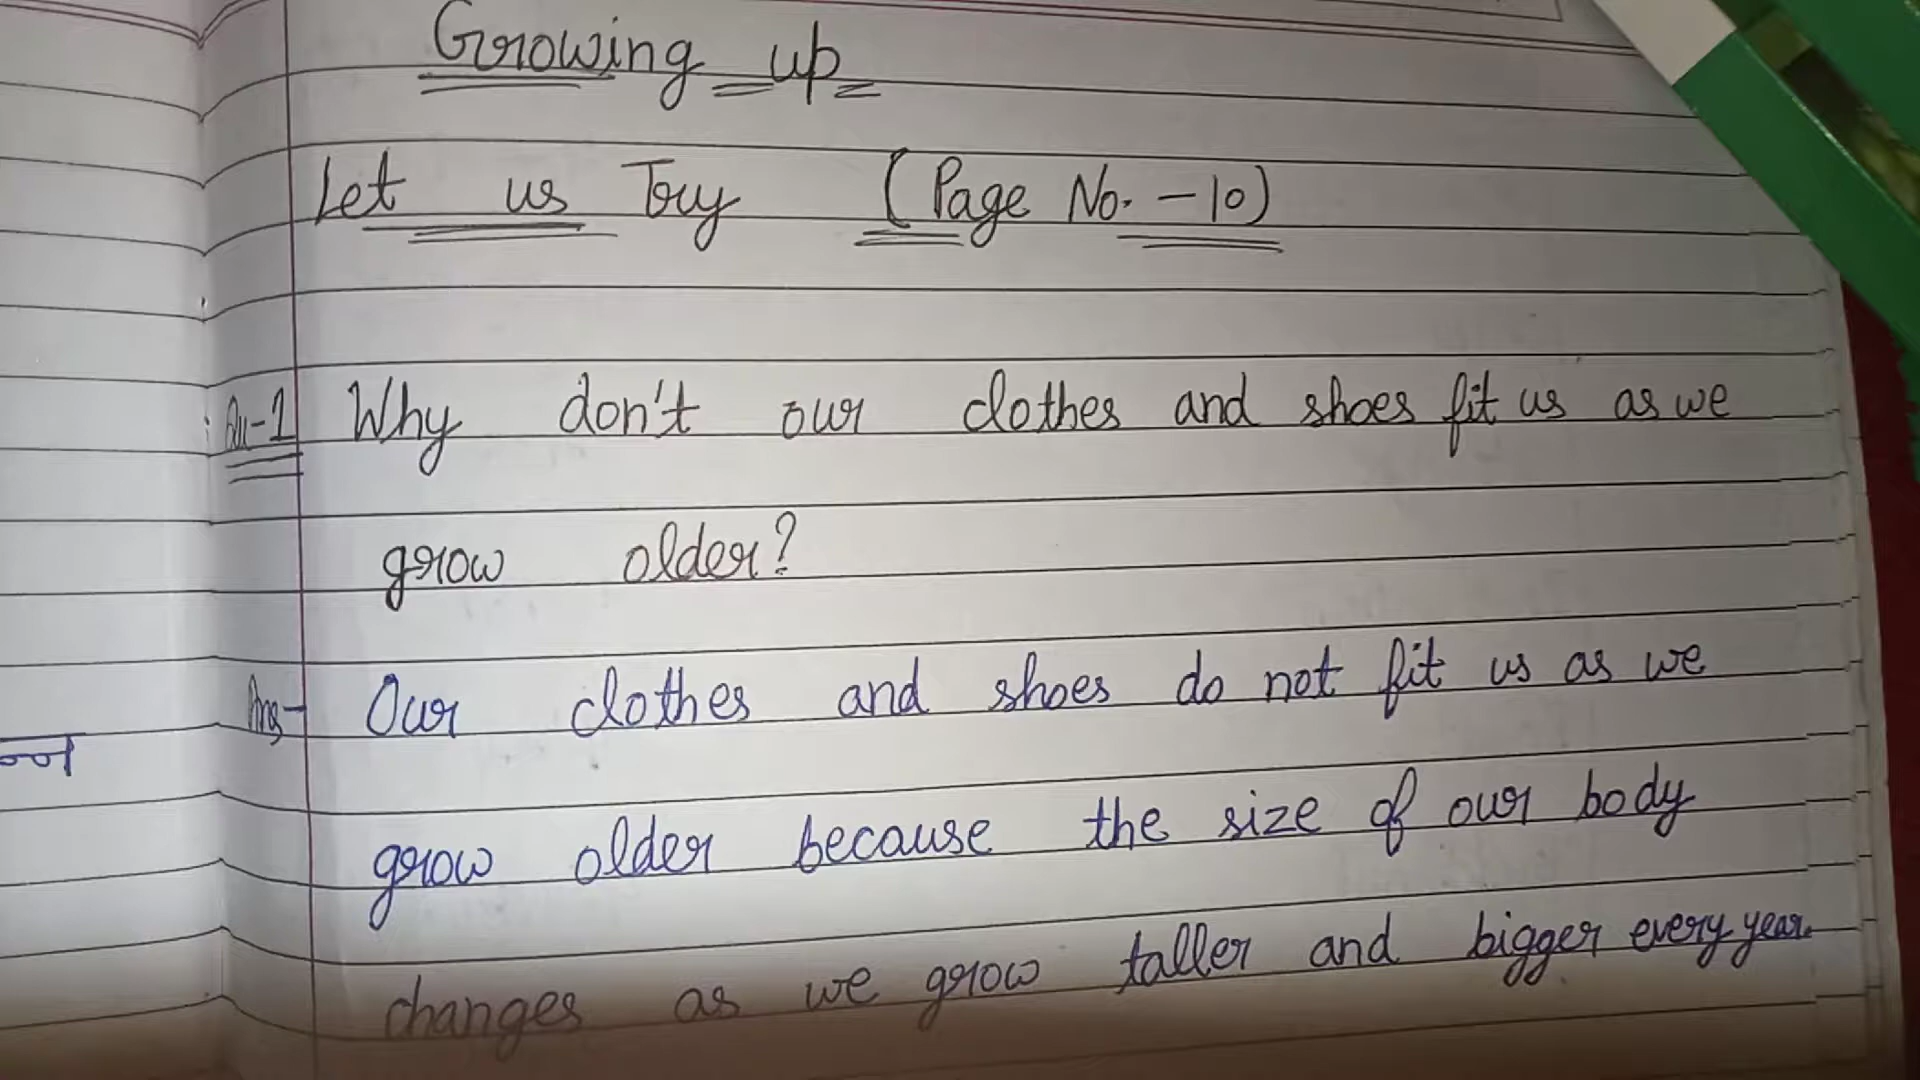 Growing up
Let us Try (Page No. - 10)
Qu-1 Why don't our clothes and shoes fit us as we
grow older?
Ans- Our clothes and shoes do not fit us as we
grow older because the size of our body
changes as we grow taller and bigger every year.